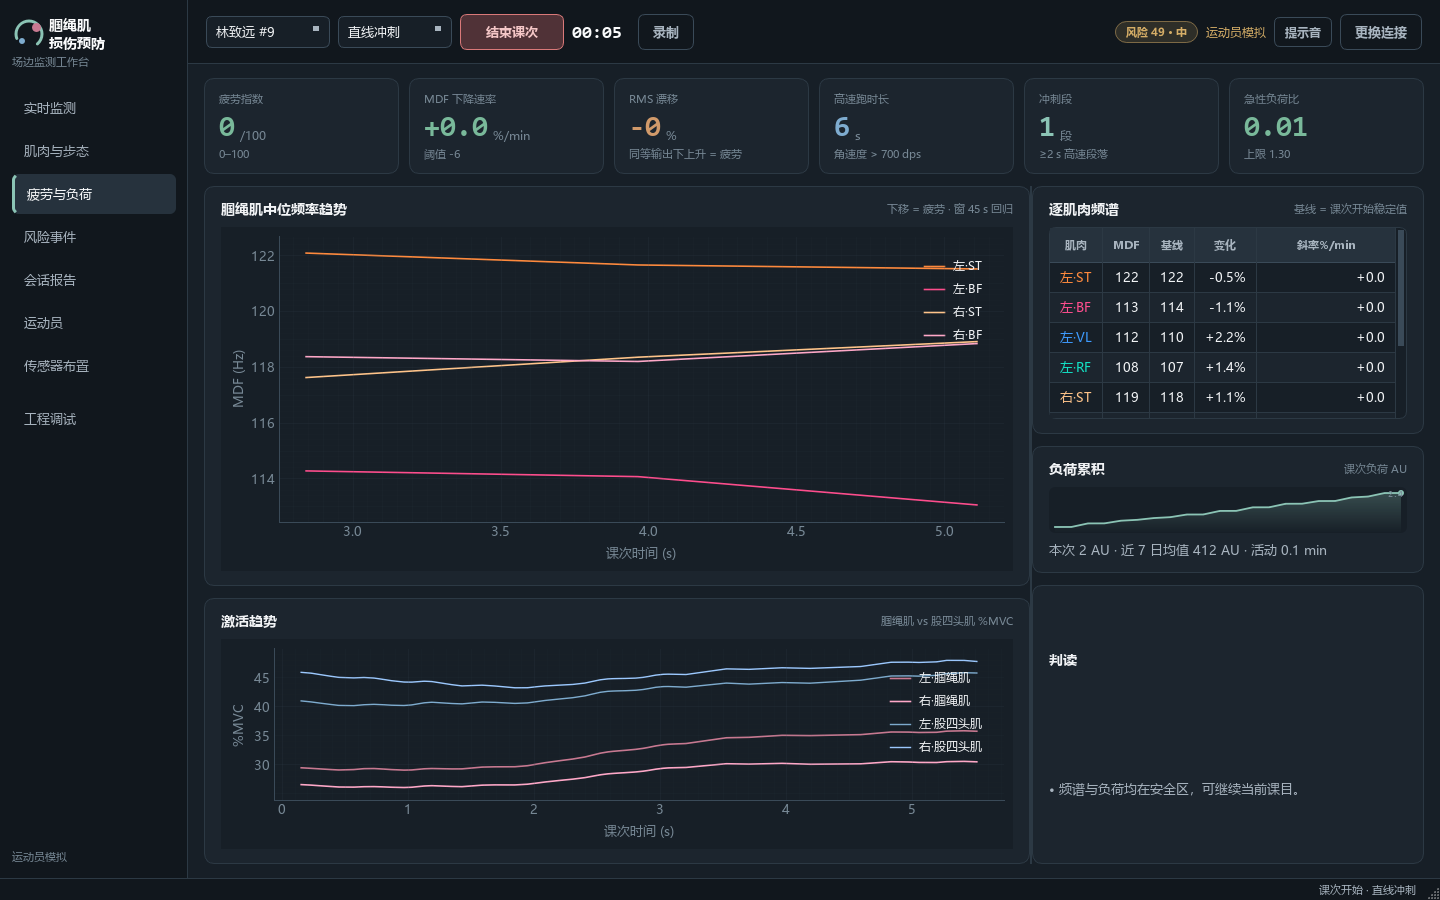 腘绳肌
损伤预防
场边监测工作台
实时监测
肌肉与步态
疲劳与负荷
风险事件
会话报告
运动员
传感器布置
工程调试
运动员模拟
林致远 #9
直线冲刺
结束课次
00:05
录制
风险 49 · 中
运动员模拟
提示音
更换连接
疲劳指数
0 /100
0–100
MDF 下降速率
+0.0 %/min
阈值 -6
RMS 漂移
-0 %
同等输出下上升 = 疲劳
高速跑时长
6 s
角速度 > 700 dps
冲刺段
1 段
≥2 s 高速段落
急性负荷比
0.01
上限 1.30
腘绳肌中位频率趋势
下移 = 疲劳 · 窗 45 s 回归
MDF (Hz)
122
120
118
116
114
左·ST
左·BF
右·ST
右·BF
3.0 3.5 4.0 4.5 5.0
课次时间 (s)
激活趋势
腘绳肌 vs 股四头肌 %MVC
%MVC
45
40
35
30
左·腘绳肌
右·腘绳肌
左·股四头肌
右·股四头肌
0 1 2 3 4 5
课次时间 (s)
逐肌肉频谱
基线 = 课次开始稳定值
肌肉 MDF 基线 变化 斜率%/min
左·ST 122 122 -0.5% +0.0
左·BF 113 114 -1.1% +0.0
左·VL 112 110 +2.2% +0.0
左·RF 108 107 +1.4% +0.0
右·ST 119 118 +1.1% +0.0
负荷累积
课次负荷 AU
本次 2 AU · 近 7 日均值 412 AU · 活动 0.1 min
判读
• 频谱与负荷均在安全区，可继续当前课目。
课次开始 · 直线冲刺